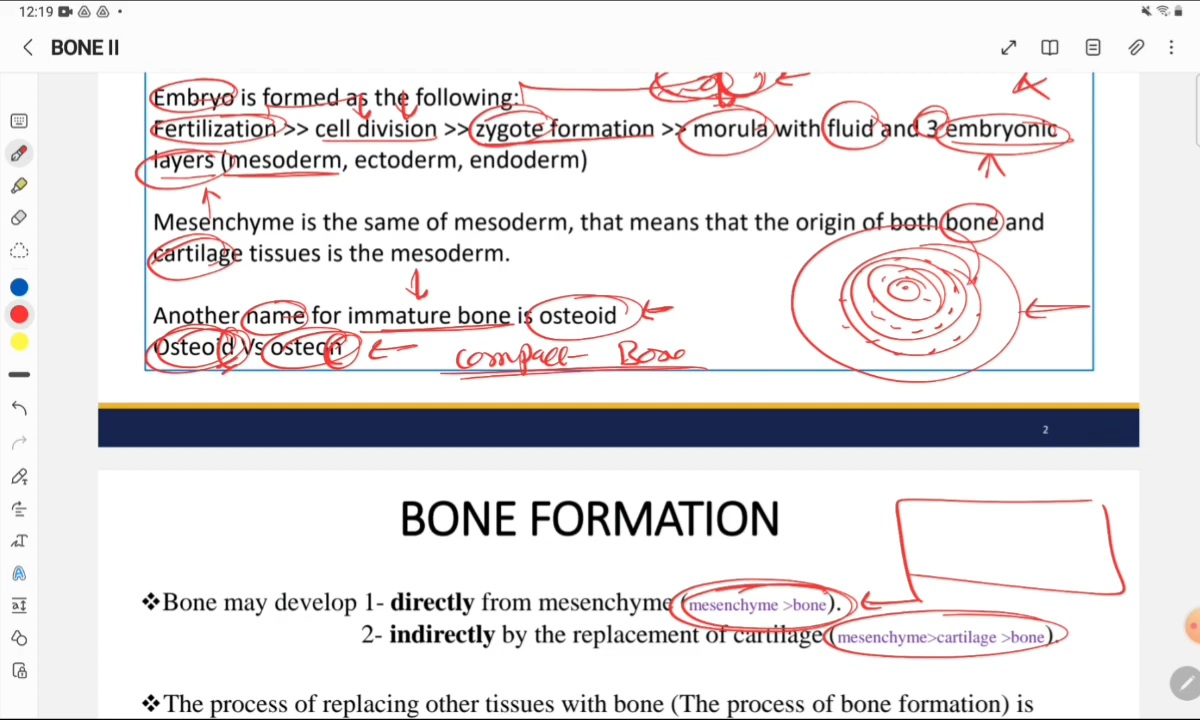 12:19
BONE II
Embryo is formed as the following:
Fertilization >> cell division >> zygote formation >> morula with fluid and 3 embryonic
layers (mesoderm, ectoderm, endoderm)
Mesenchyme is the same of mesoderm, that means that the origin of both bone and
cartilage tissues is the mesoderm.
Another name for immature bone is osteoid
Osteoid Vs osteon
Bone
2
BONE FORMATION
❖Bone may develop 1- directly from mesenchyme (mesenchyme >bone).
2- indirectly by the replacement of cartilage (mesenchyme>cartilage >bone).
❖The process of replacing other tissues with bone (The process of bone formation) is